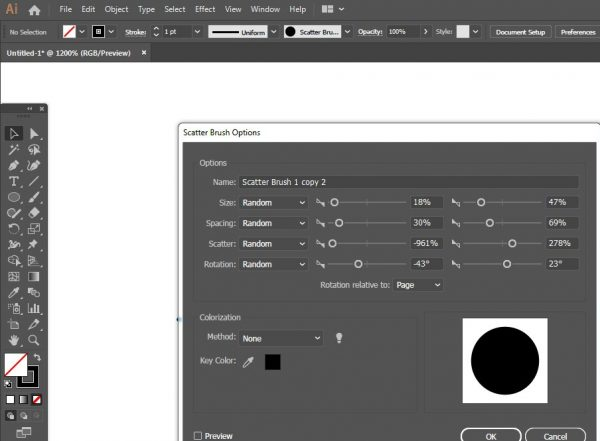 Ai File Edit Object Type Select Effect View Window Help
No Selection Stroke: 1 pt Uniform Scatter Bru... Opacity: 100% Style: Document Setup Preferences
Untitled-1* @ 1200% (RGB/Preview) ×
Scatter Brush Options
Options
Name: Scatter Brush 1 copy 2
Size: Random 18% 47%
Spacing: Random 30% 69%
Scatter: Random -961% 278%
Rotation: Random -43° 23°
Rotation relative to: Page
Colorization
Method: None
Key Color:
Preview
OK Cancel